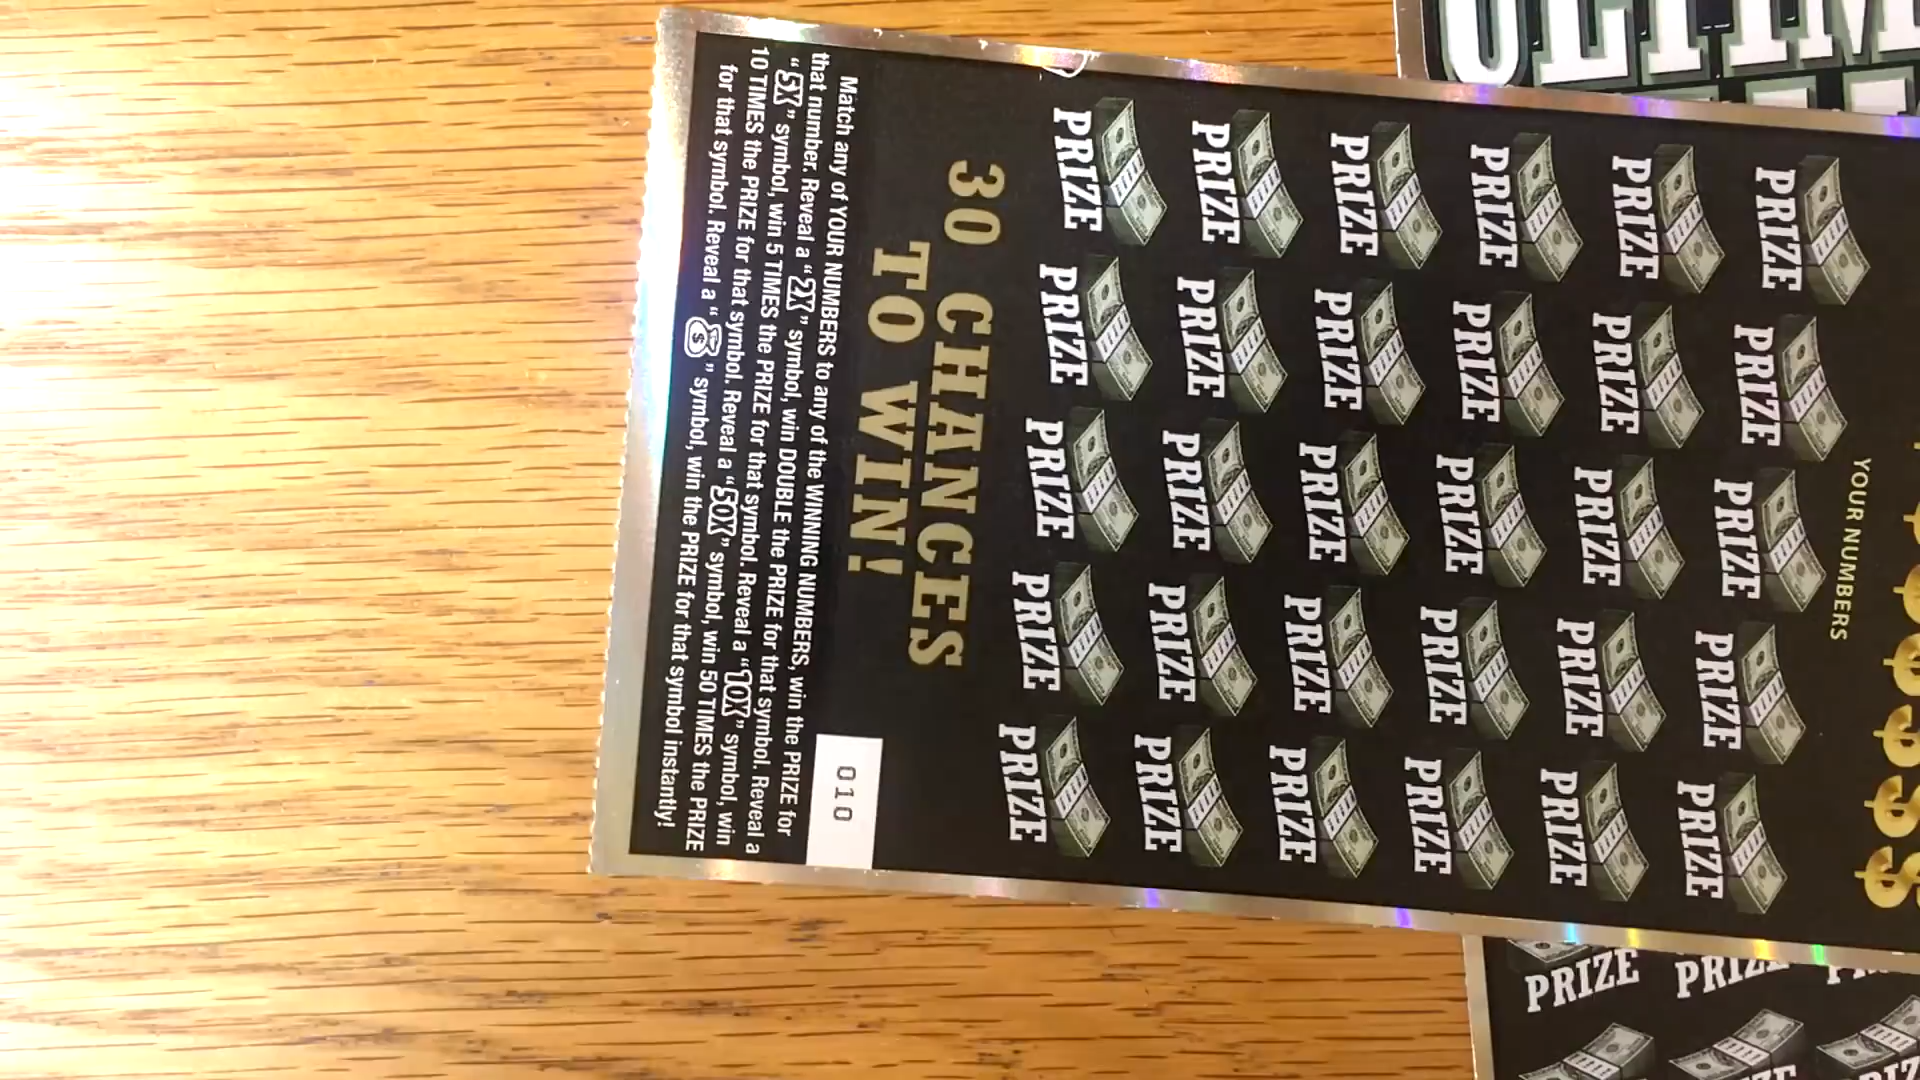 YOUR NUMBERS
PRIZE PRIZE PRIZE PRIZE PRIZE
PRIZE PRIZE PRIZE PRIZE PRIZE
PRIZE PRIZE PRIZE PRIZE PRIZE
PRIZE PRIZE PRIZE PRIZE PRIZE
PRIZE PRIZE PRIZE PRIZE PRIZE
PRIZE PRIZE PRIZE PRIZE PRIZE
30 CHANCES
TO WIN!
010
Match any of YOUR NUMBERS to any of the WINNING NUMBERS, win the PRIZE for
that number. Reveal a "2X" symbol, win DOUBLE the PRIZE for that symbol. Reveal a
"5X" symbol, win 5 TIMES the PRIZE for that symbol. Reveal a "10X" symbol, win
10 TIMES the PRIZE for that symbol. Reveal a "50X" symbol, win 50 TIMES the PRIZE
for that symbol. Reveal a " " symbol, win the PRIZE for that symbol instantly!
PRIZE